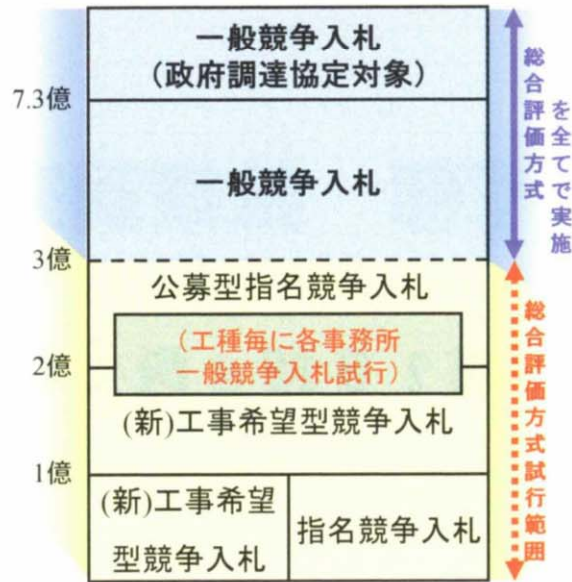 一般競争入札
（政府調達協定対象）
7.3億
一般競争入札
3億
公募型指名競争入札
（工種毎に各事務所
一般競争入札試行）
2億
(新)工事希望型競争入札
1億
(新)工事希望
型競争入札
指名競争入札
総合評価方式
を全てで実施
総合評価方式試行範囲